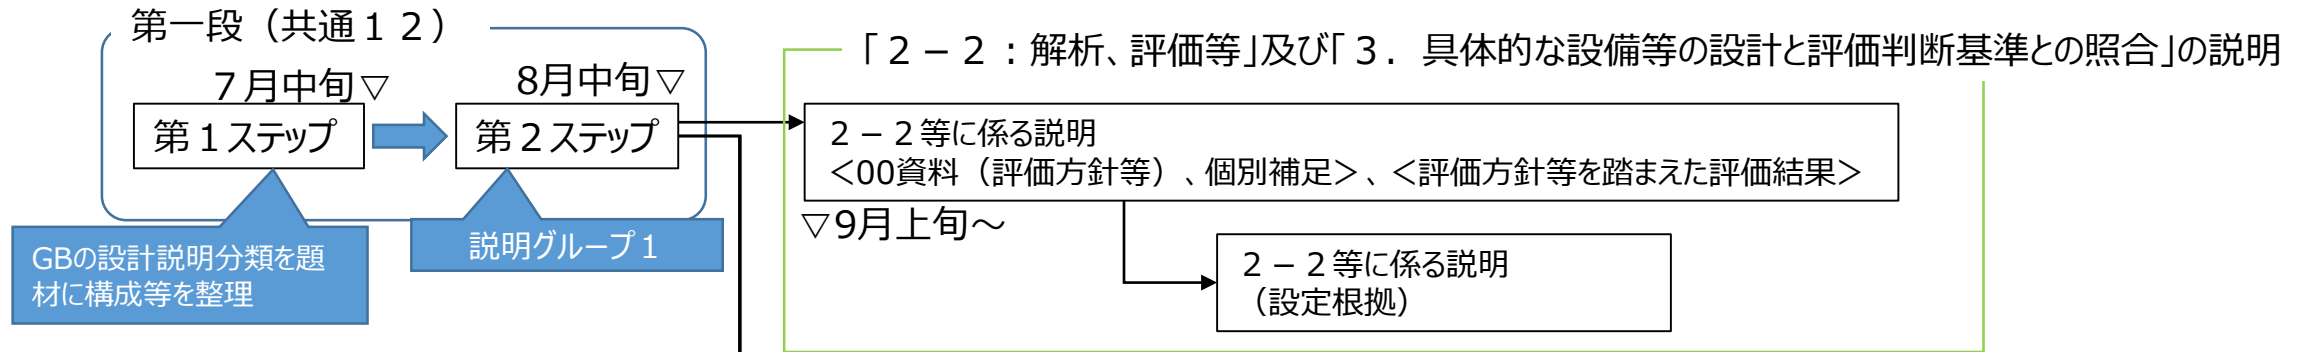 第一段（共通１２）
７月中旬▽
8月中旬▽
第１ステップ
第２ステップ
GBの設計説明分類を題
材に構成等を整理
説明グループ１
「２－２：解析、評価等」及び「３．具体的な設備等の設計と評価判断基準との照合」の説明
２－２等に係る説明
＜00資料（評価方針等）、個別補足＞、＜評価方針等を踏まえた評価結果＞
▽9月上旬～
２－２等に係る説明
（設定根拠）